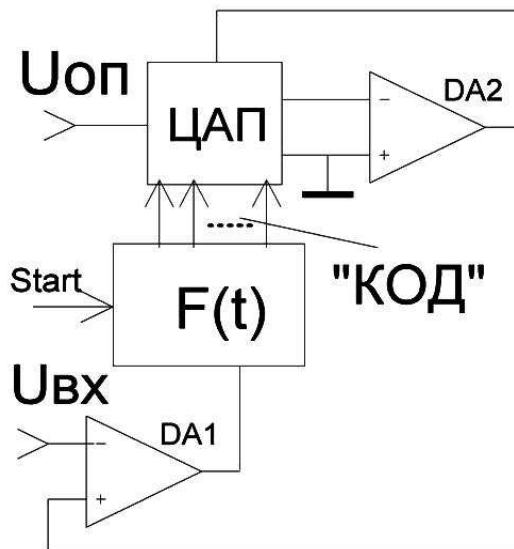 Uоп
ЦАП
−
+
DA2
Start
F(t)
"КОД"
Uвх
DA1
−
+